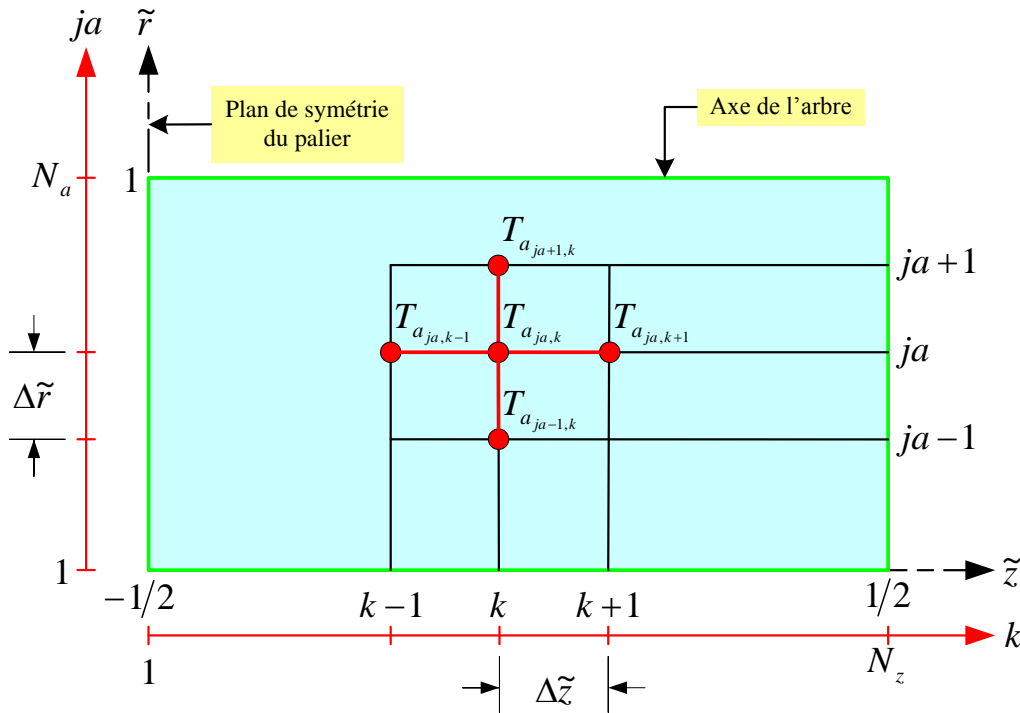 ja r̃
Plan de symétrie
du palier
Axe de l’arbre
N_a 1
T_{a_{ja+1,k}}
ja+1
T_{a_{ja,k-1}} T_{a_{ja,k}} T_{a_{ja,k+1}}
ja
Δr̃
T_{a_{ja-1,k}}
ja−1
1
z̃
−1/2 k−1 k k+1 1/2
k
1 N_z
Δz̃